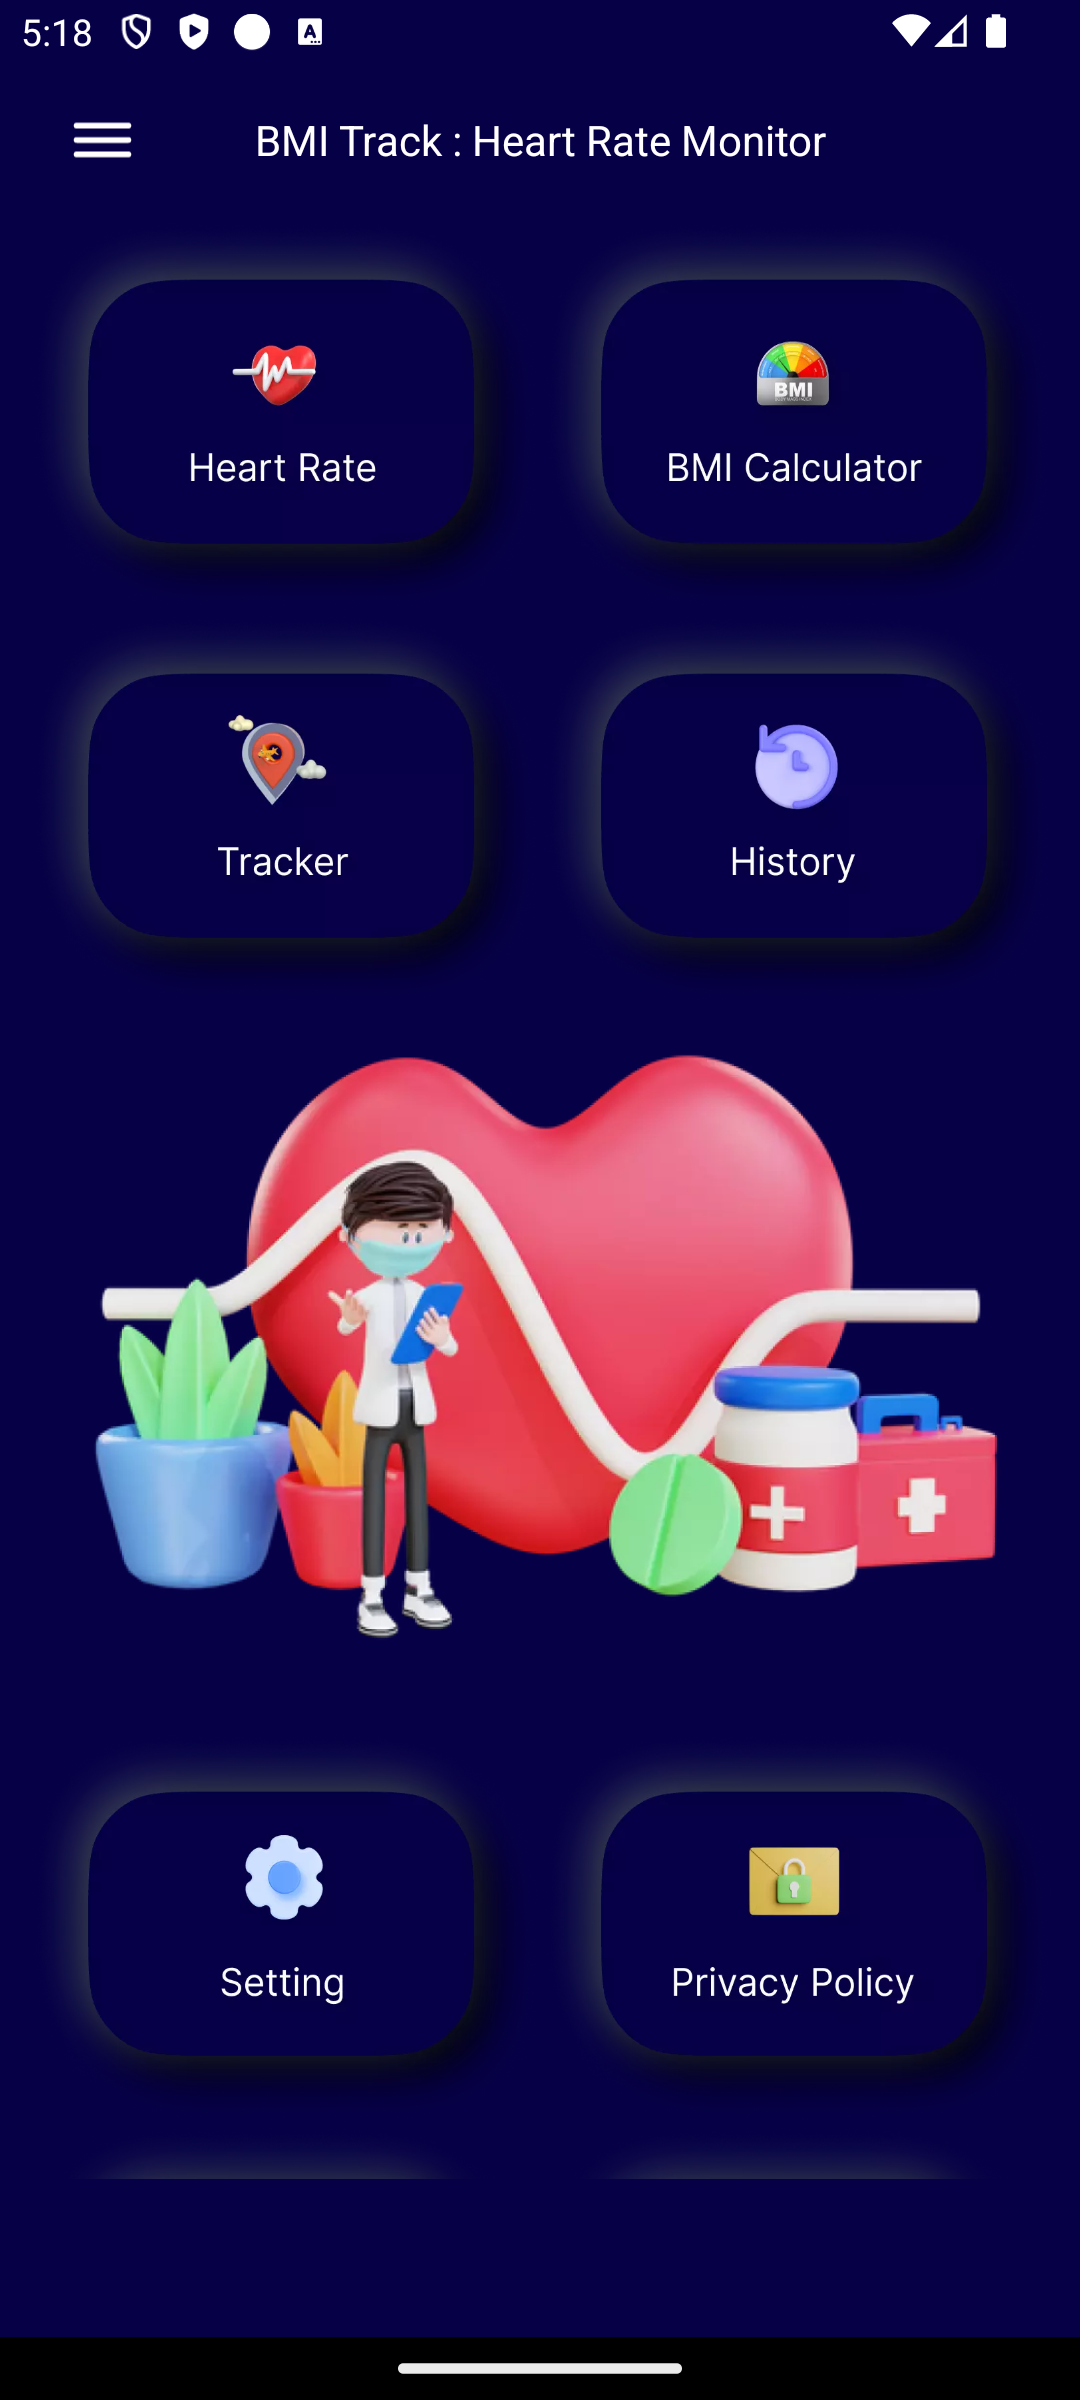 5:18
BMI Track : Heart Rate Monitor
Heart Rate
BMI
BMI Calculator
Tracker
History
Setting
Privacy Policy